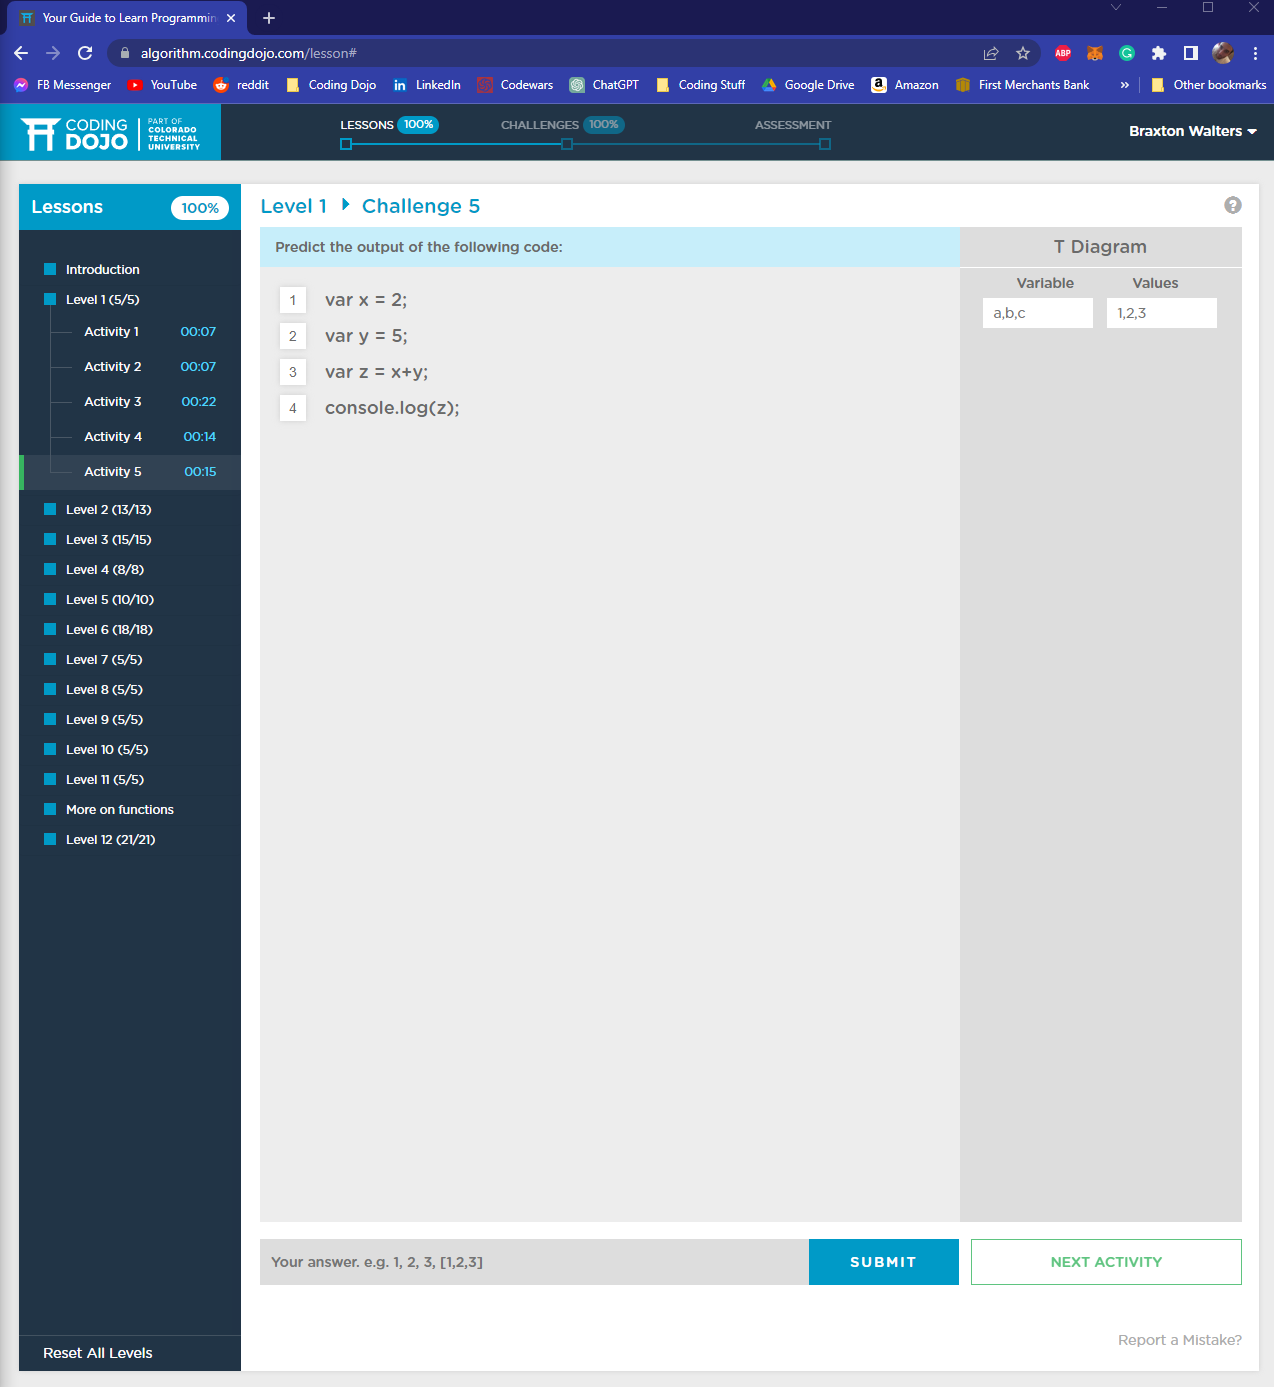 Your Guide to Learn Programmin
algorithm.codingdojo.com/lesson#
ABP
G
FB Messenger YouTube reddit Coding Dojo LinkedIn Codewars ChatGPT Coding Stuff Google Drive Amazon First Merchants Bank » Other bookmarks
CODING DOJO
PART OF COLORADO TECHNICAL UNIVERSITY
LESSONS 100% CHALLENGES 100% ASSESSMENT
Braxton Walters
Lessons 100%
Introduction
Level 1 (5/5)
Activity 1 00:07
Activity 2 00:07
Activity 3 00:22
Activity 4 00:14
Activity 5 00:15
Level 2 (13/13)
Level 3 (15/15)
Level 4 (8/8)
Level 5 (10/10)
Level 6 (18/18)
Level 7 (5/5)
Level 8 (5/5)
Level 9 (5/5)
Level 10 (5/5)
Level 11 (5/5)
More on functions
Level 12 (21/21)
Reset All Levels
Level 1 Challenge 5 ?
Predict the output of the following code:
1 var x = 2;
2 var y = 5;
3 var z = x+y;
4 console.log(z);
T Diagram
Variable Values
a,b,c 1,2,3
Your answer. e.g. 1, 2, 3, [1,2,3] SUBMIT NEXT ACTIVITY
Report a Mistake?